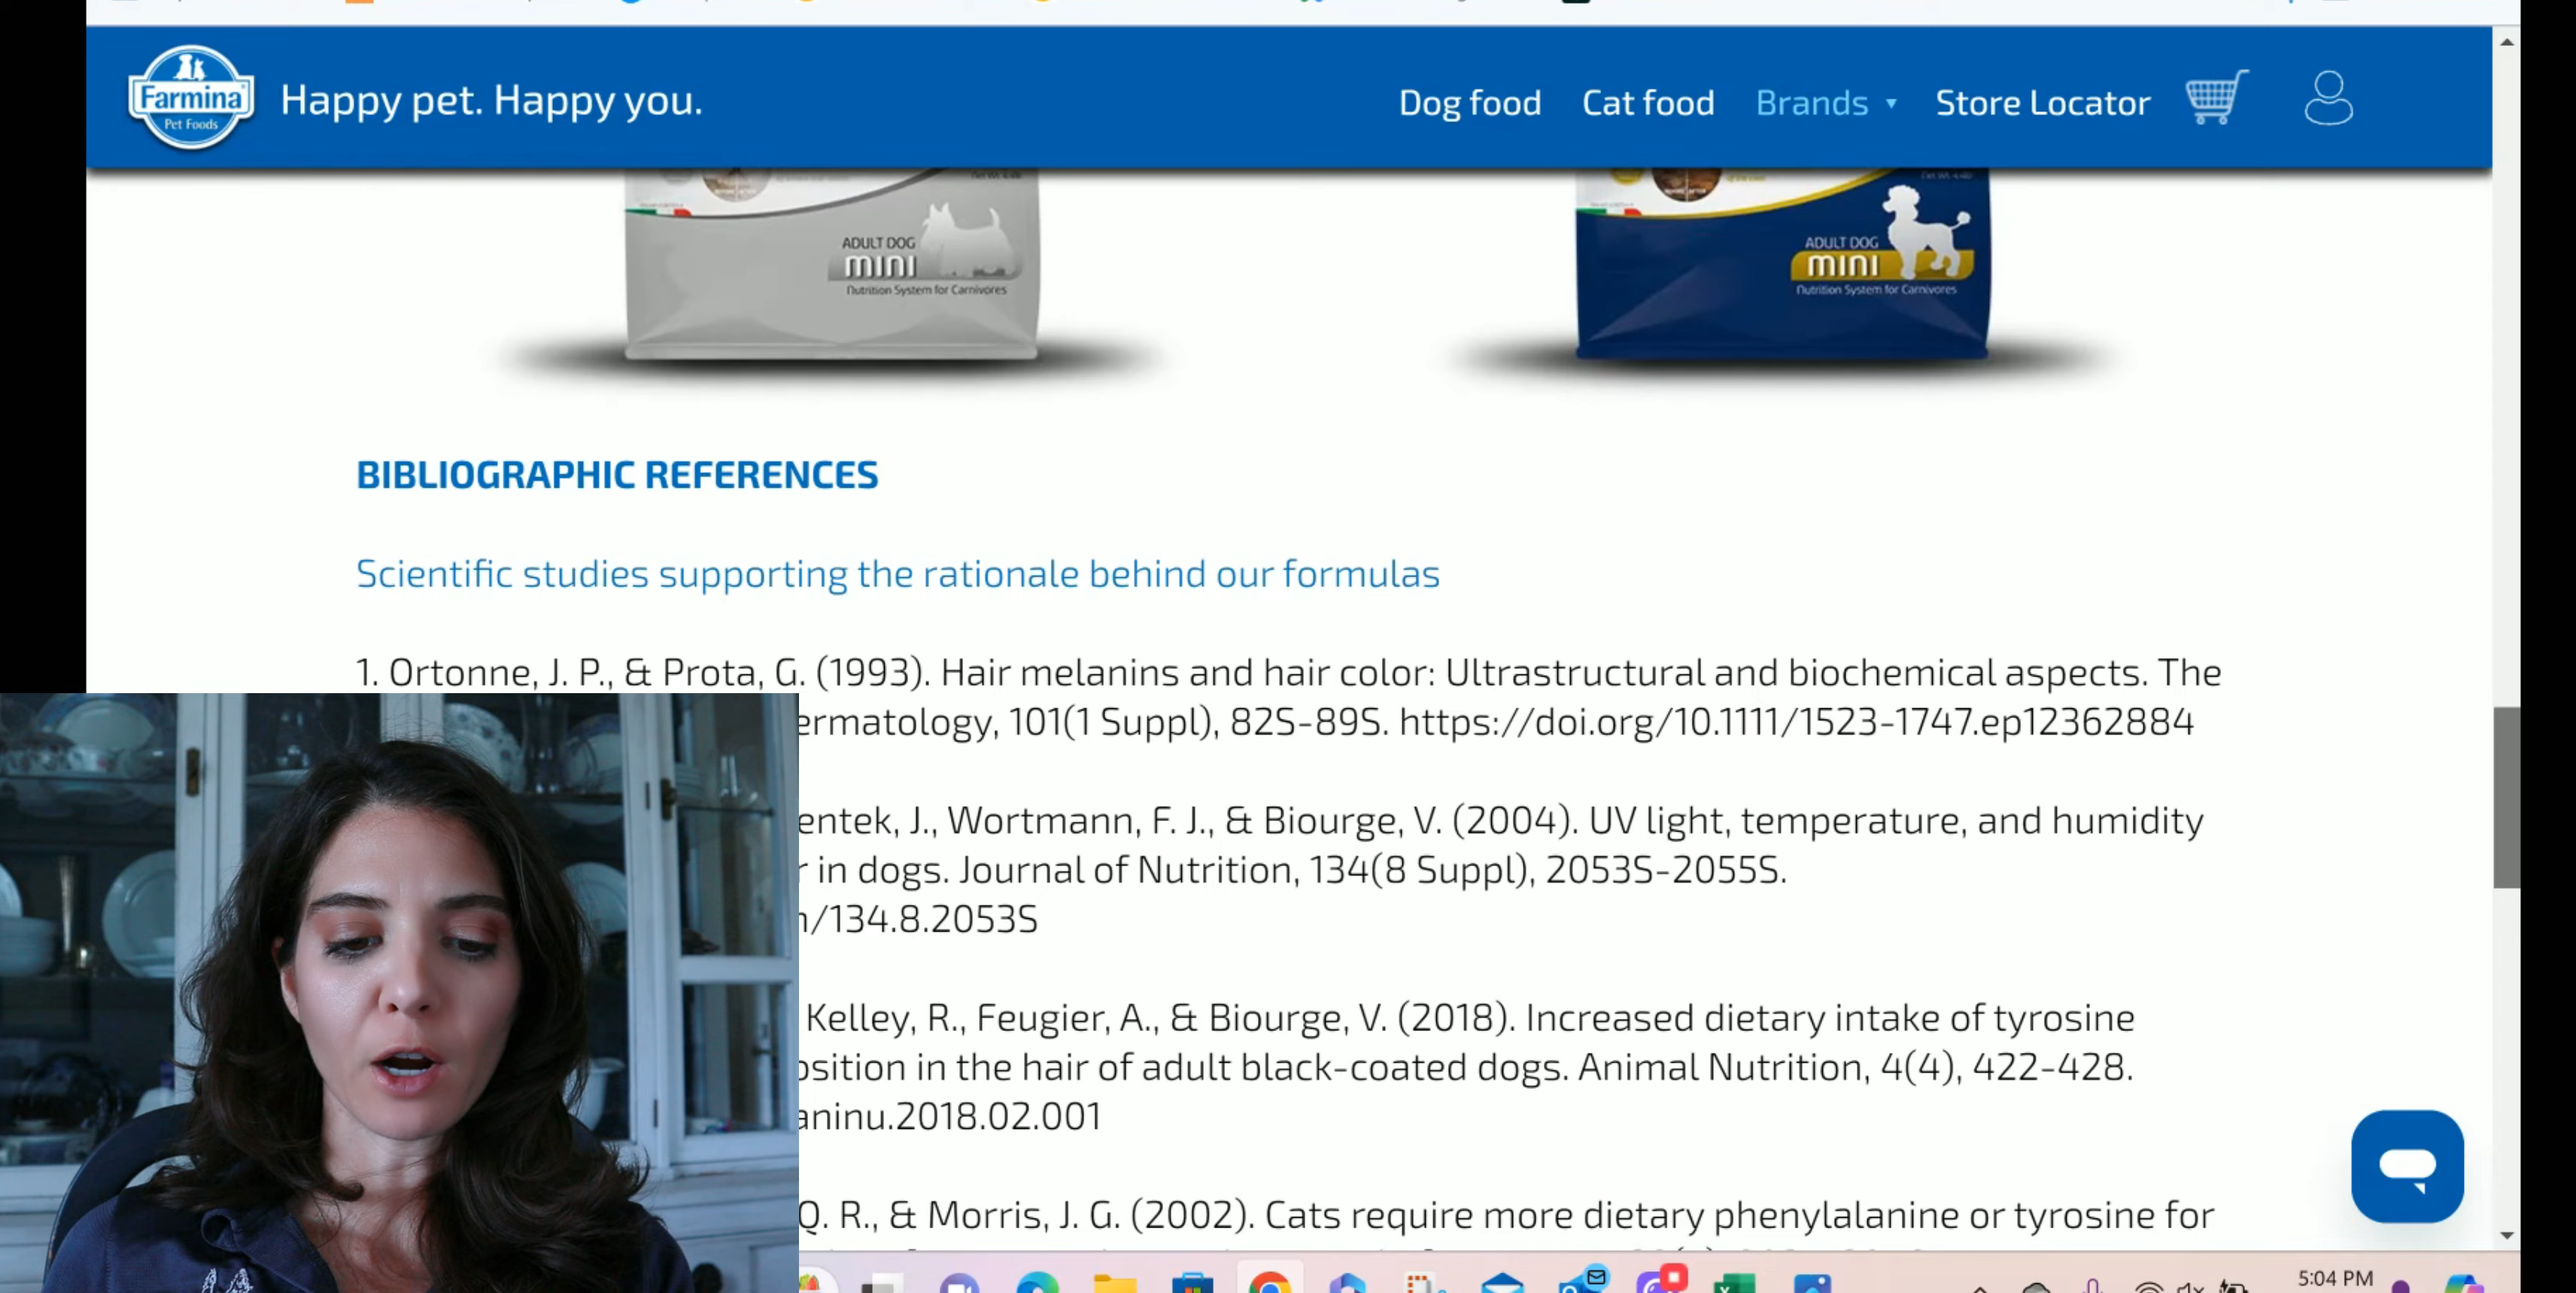 Farmina
Pet Foods
Happy pet. Happy you.
Dog food
Cat food
Brands
Store Locator
ADULT DOG
mini
Nutrition System for Carnivores
ADULT DOG
mini
Nutrition System for Carnivores
BIBLIOGRAPHIC REFERENCES
Scientific studies supporting the rationale behind our formulas
1. Ortonne, J. P., & Prota, G. (1993). Hair melanins and hair color: Ultrastructural and biochemical aspects. The
ermatology, 101(1 Suppl), 82S-89S. https://doi.org/10.1111/1523-1747.ep12362884
entek, J., Wortmann, F. J., & Biourge, V. (2004). UV light, temperature, and humidity
r in dogs. Journal of Nutrition, 134(8 Suppl), 2053S-2055S.
/134.8.2053S
Kelley, R., Feugier, A., & Biourge, V. (2018). Increased dietary intake of tyrosine
osition in the hair of adult black-coated dogs. Animal Nutrition, 4(4), 422-428.
aninu.2018.02.001
Q. R., & Morris, J. G. (2002). Cats require more dietary phenylalanine or tyrosine for
5:04 PM